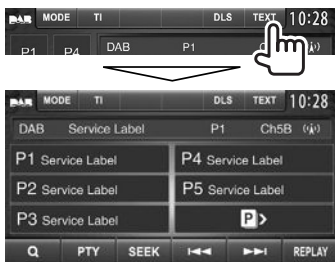 DAB MODE TI DLS TEXT 10:28
P1 P4 DAB P1
DAB MODE TI DLS TEXT 10:28
DAB Service Label P1 Ch5B
P1 Service Label P4 Service Label
P2 Service Label P5 Service Label
P3 Service Label P>
Q PTY SEEK REPLAY